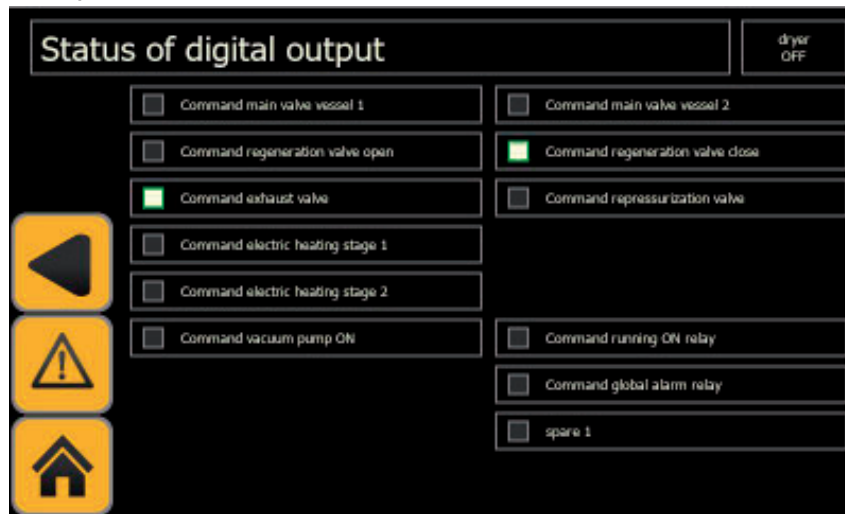 Status of digital output
dryer
OFF
Command main valve vessel 1
Command main valve vessel 2
Command regeneration valve open
Command regeneration valve close
Command exhaust valve
Command repressurization valve
Command electric heating stage 1
Command electric heating stage 2
Command vacuum pump ON
Command running ON relay
Command global alarm relay
spare 1